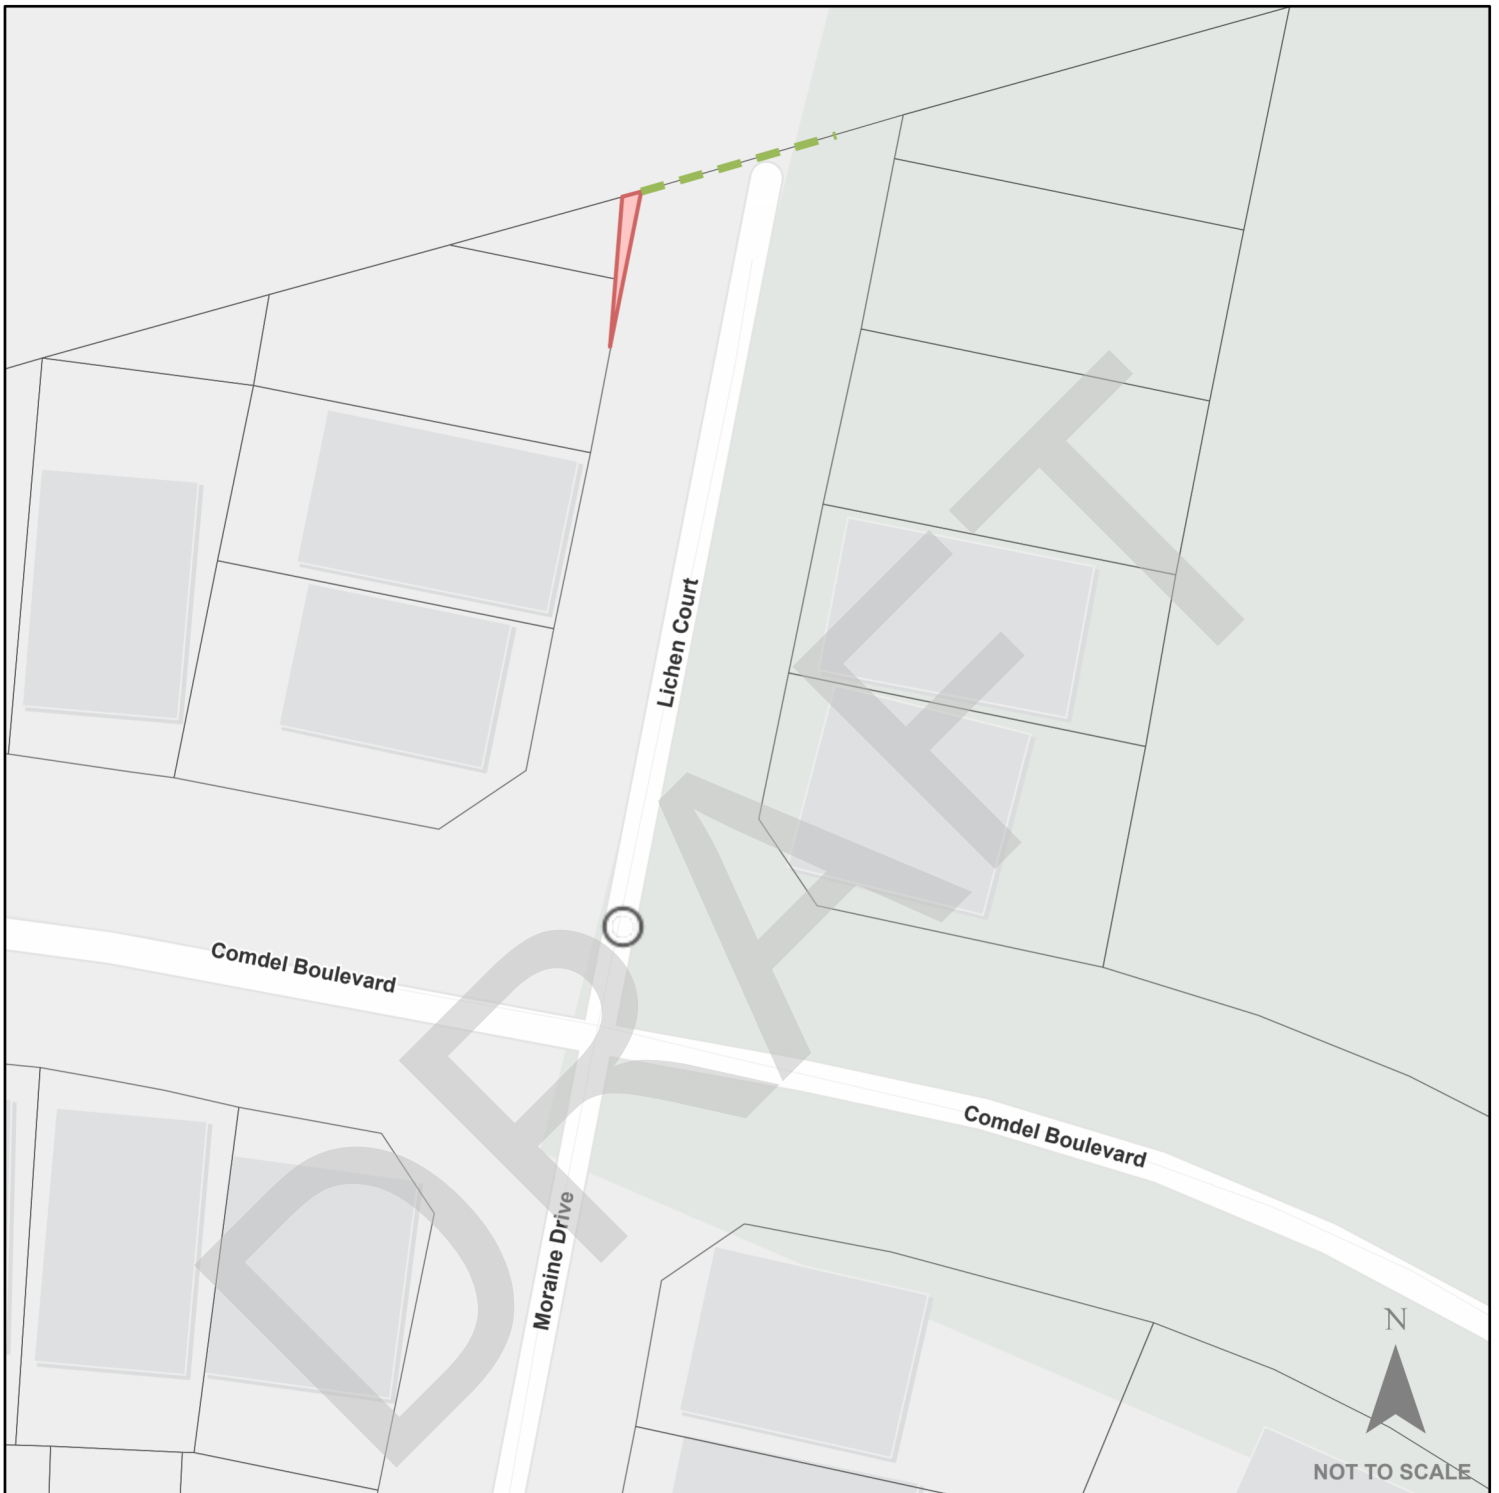 Lichen Court
Comdel Boulevard
Comdel Boulevard
Moraine Drive
DRAFT
N
NOT TO SCALE